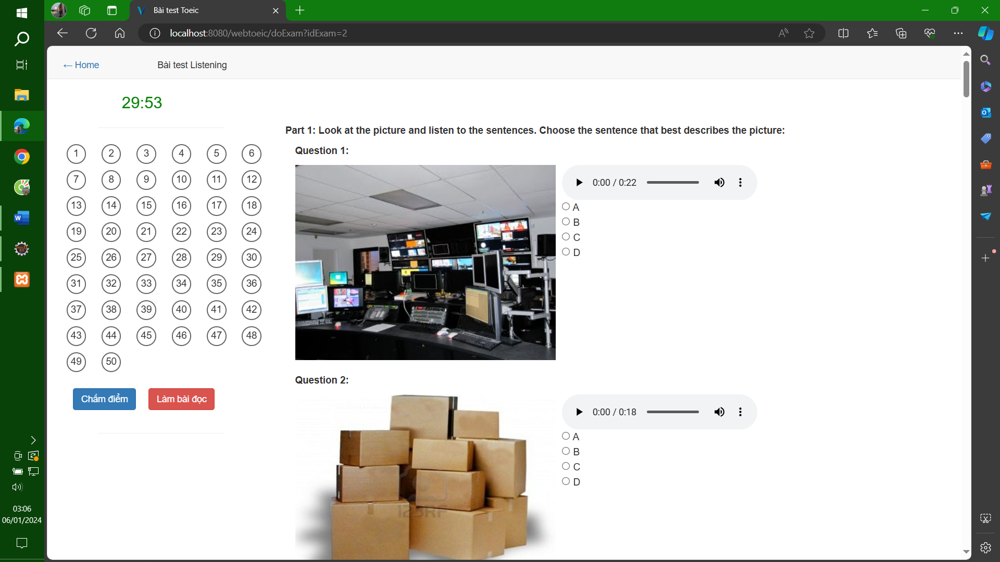 Bài test Toeic
localhost:8080/webtoeic/doExam?idExam=2
← Home
Bài test Listening
29:53
1 2 3 4 5 6
7 8 9 10 11 12
13 14 15 16 17 18
19 20 21 22 23 24
25 26 27 28 29 30
31 32 33 34 35 36
37 38 39 40 41 42
43 44 45 46 47 48
49 50
Chấm điểm
Làm bài đọc
Part 1: Look at the picture and listen to the sentences. Choose the sentence that best describes the picture:
Question 1:
0:00 / 0:22
A
B
C
D
Question 2:
0:00 / 0:18
A
B
C
D
123RF
03:06
06/01/2024